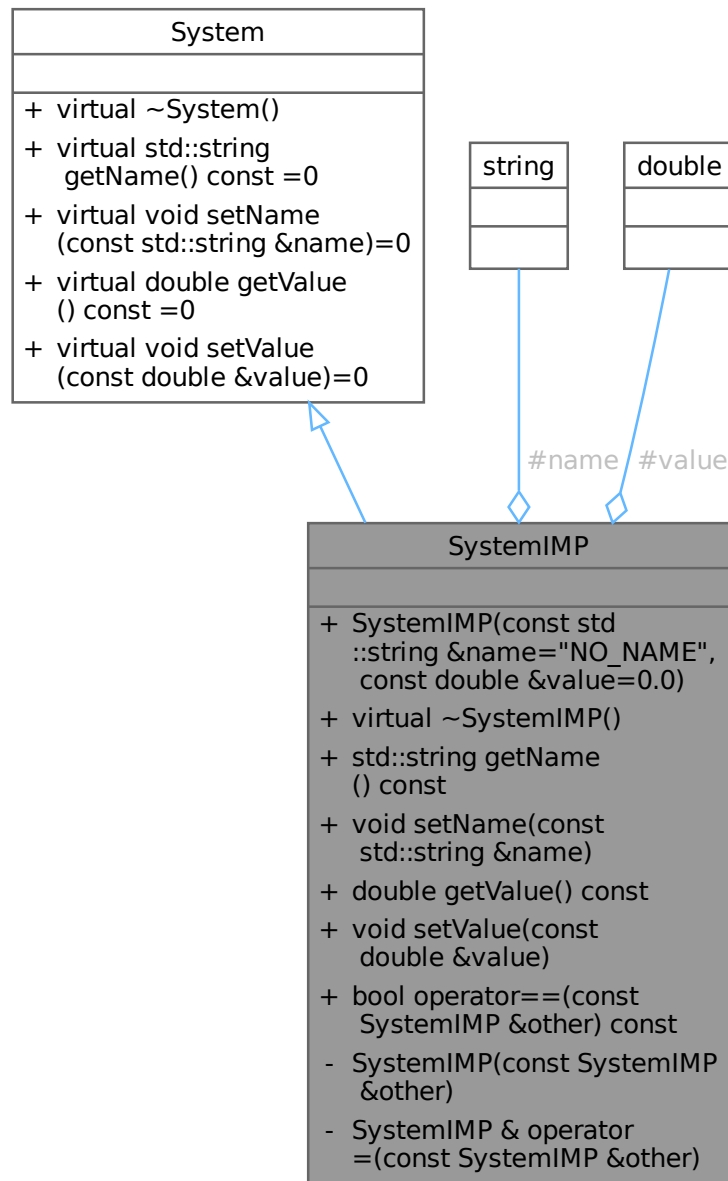 System
+ virtual ~System()
+ virtual std::string
getName() const =0
+ virtual void setName
(const std::string &name)=0
+ virtual double getValue
() const =0
+ virtual void setValue
(const double &value)=0
string
double
#name
#value
SystemIMP
+ SystemIMP(const std
::string &name="NO_NAME",
const double &value=0.0)
+ virtual ~SystemIMP()
+ std::string getName
() const
+ void setName(const
std::string &name)
+ double getValue() const
+ void setValue(const
double &value)
+ bool operator==(const
SystemIMP &other) const
- SystemIMP(const SystemIMP
&other)
- SystemIMP & operator
=(const SystemIMP &other)